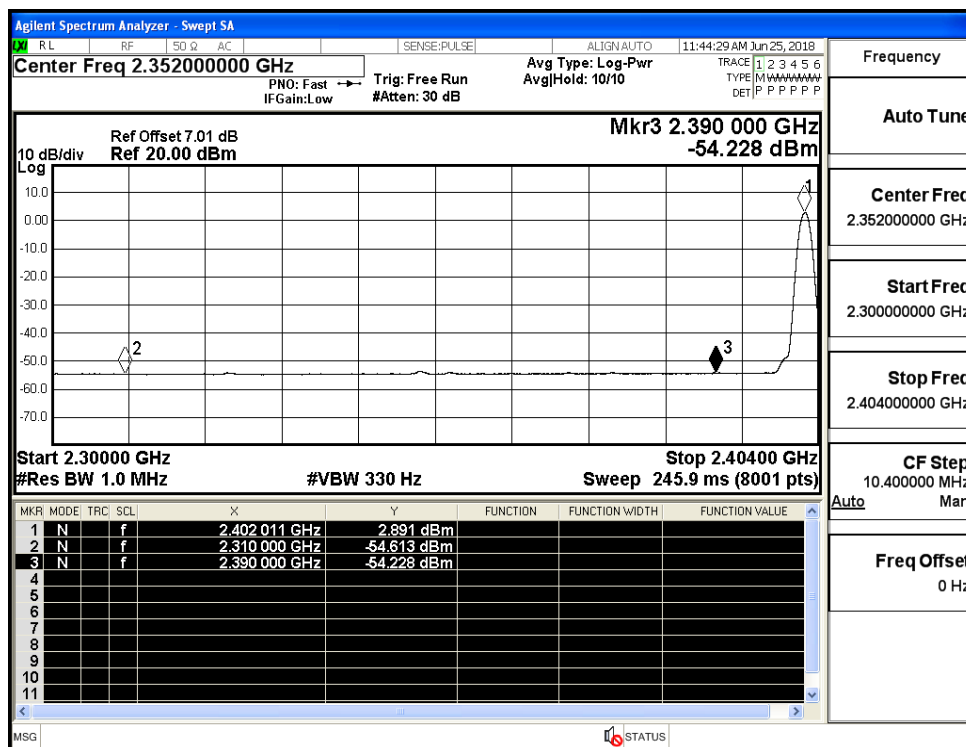 Agilent Spectrum Analyzer - Swept SA
LXI RL RF 50 Ω AC SENSE:PULSE ALIGN AUTO 11:44:29 AM Jun 25, 2018
Center Freq 2.352000000 GHz
PNO: Fast
IFGain:Low
Trig: Free Run
#Atten: 30 dB
Avg Type: Log-Pwr
Avg|Hold: 10/10
TRACE 1 2 3 4 5 6
TYPE M
DET P P P P P P
Ref Offset 7.01 dB
Ref 20.00 dBm
10 dB/div
Log
Mkr3 2.390 000 GHz
-54.228 dBm
10.0
0.00
-10.0
-20.0
-30.0
-40.0
-50.0
-60.0
-70.0
1
2
3
Start 2.30000 GHz
Stop 2.40400 GHz
#Res BW 1.0 MHz #VBW 330 Hz Sweep 245.9 ms (8001 pts)
MKR MODE TRC SCL X Y FUNCTION FUNCTION WIDTH FUNCTION VALUE
1 N f 2.402 011 GHz 2.891 dBm
2 N f 2.310 000 GHz -54.613 dBm
3 N f 2.390 000 GHz -54.228 dBm
4
5
6
7
8
9
10
11
MSG STATUS
Frequency
Auto Tune
Center Freq
2.352000000 GHz
Start Freq
2.300000000 GHz
Stop Freq
2.404000000 GHz
CF Step
10.400000 MHz
Auto Man
Freq Offset
0 Hz